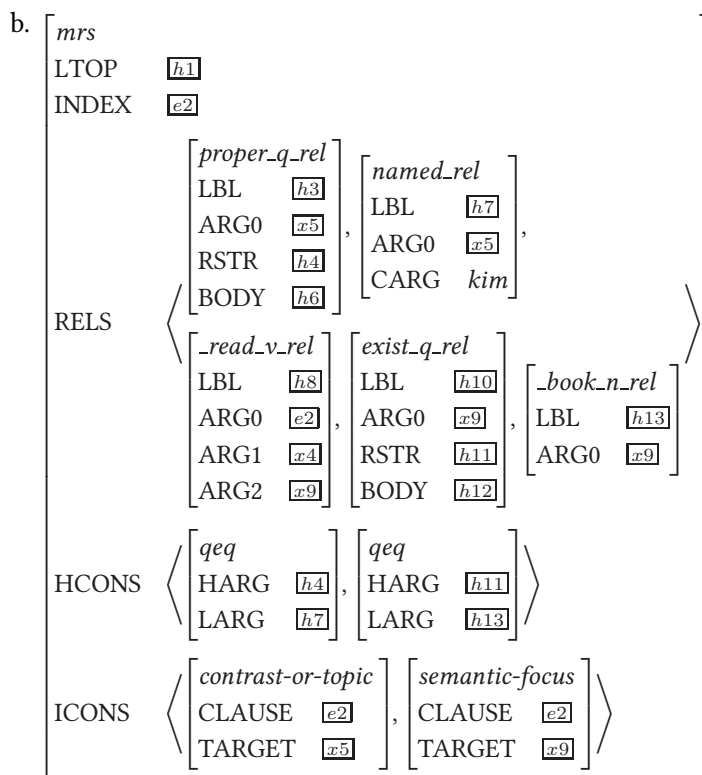 b.
mrs
LTOP h1
INDEX e2
RELS
proper_q_rel
LBL h3
ARG0 x5
RSTR h4
BODY h6
,
named_rel
LBL h7
ARG0 x5
CARG kim
,
_read_v_rel
LBL h8
ARG0 e2
ARG1 x4
ARG2 x9
,
exist_q_rel
LBL h10
ARG0 x9
RSTR h11
BODY h12
,
_book_n_rel
LBL h13
ARG0 x9
HCONS
qeq
HARG h4
LARG h7
,
qeq
HARG h11
LARG h13
ICONS
contrast-or-topic
CLAUSE e2
TARGET x5
,
semantic-focus
CLAUSE e2
TARGET x9